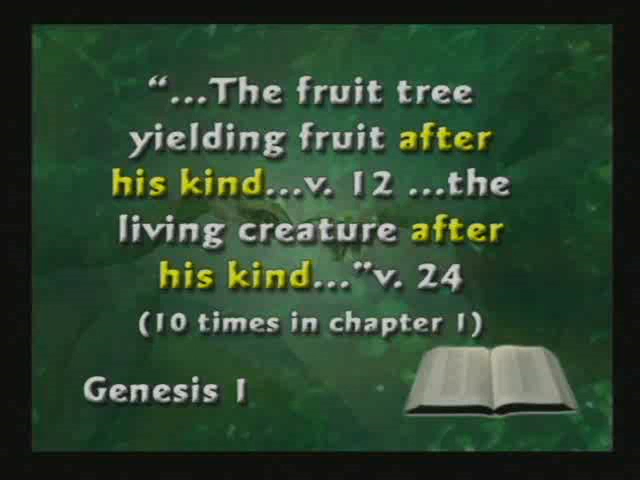 “...The fruit tree
yielding fruit after
his kind...v. 12 ...the
living creature after
his kind...”v. 24
(10 times in chapter 1)
Genesis 1